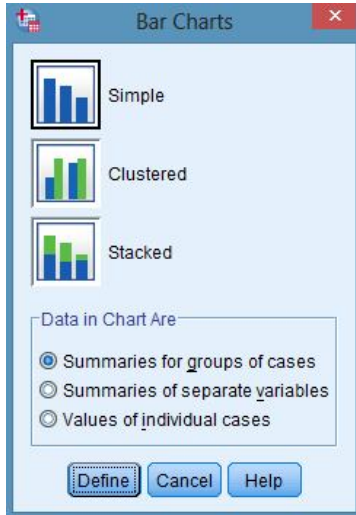 Bar Charts
Simple
Clustered
Stacked
Data in Chart Are
Summaries for groups of cases
Summaries of separate variables
Values of individual cases
Define Cancel Help